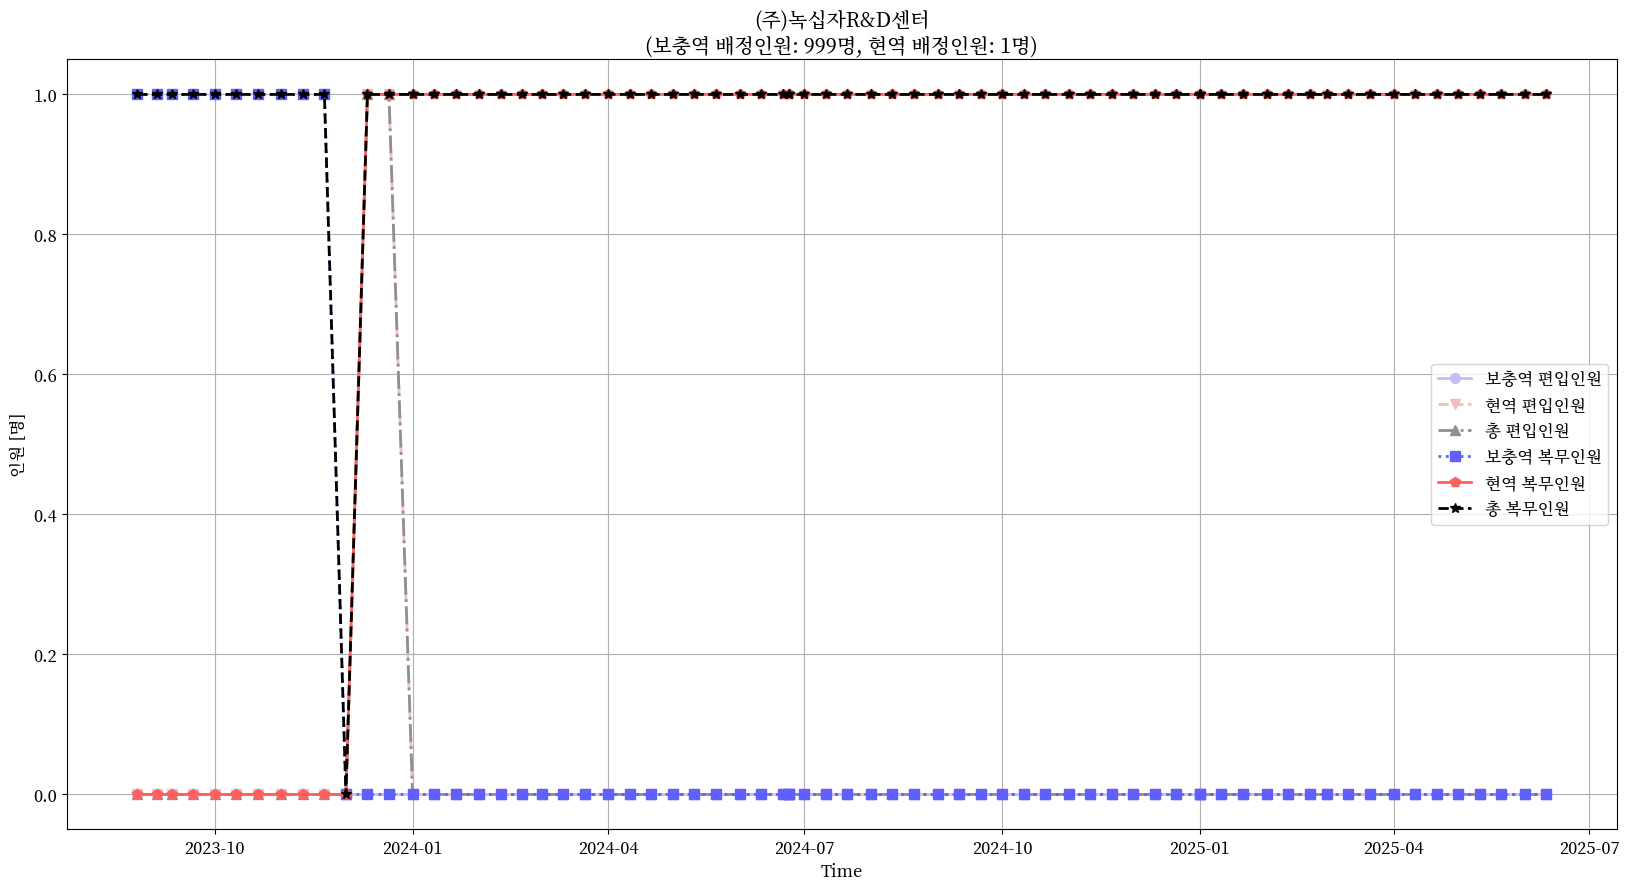 (주)녹십자R&D센터
(보충역 배정인원: 999명, 현역 배정인원: 1명)
인원 [명]
1.0
0.8
0.6
0.4
0.2
0.0
보충역 편입인원
현역 편입인원
총 편입인원
보충역 복무인원
현역 복무인원
총 복무인원
2023-10
2024-01
2024-04
2024-07
2024-10
2025-01
2025-04
2025-07
Time